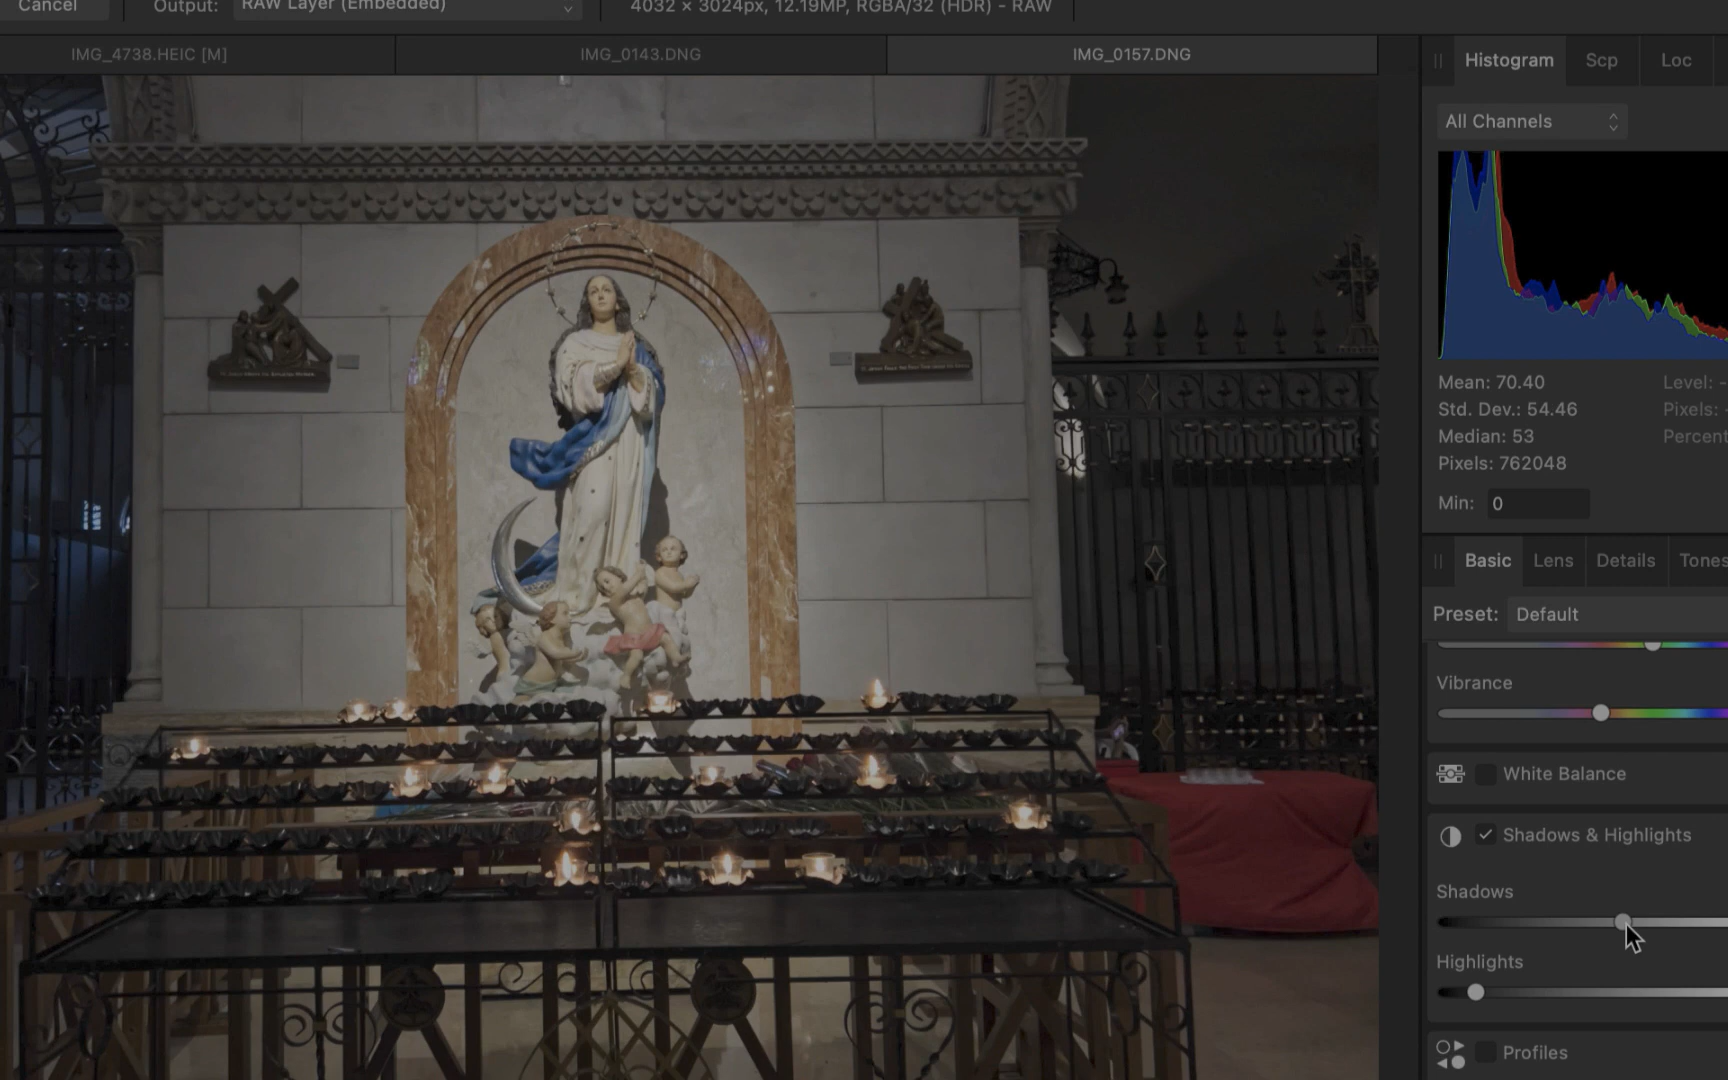 Cancel
Output:
RAW Layer (Embedded)
4032 × 3024px, 12.19MP, RGBA/32 (HDR) - RAW
IMG_4738.HEIC [M]
IMG_0143.DNG
IMG_0157.DNG
Histogram
Scp
Loc
All Channels
Mean: 70.40
Level: -
Std. Dev.: 54.46
Pixels: -
Median: 53
Percent
Pixels: 762048
Min: 0
Basic
Lens
Details
Tones
Preset: Default
Vibrance
White Balance
Shadows & Highlights
Shadows
Highlights
Profiles